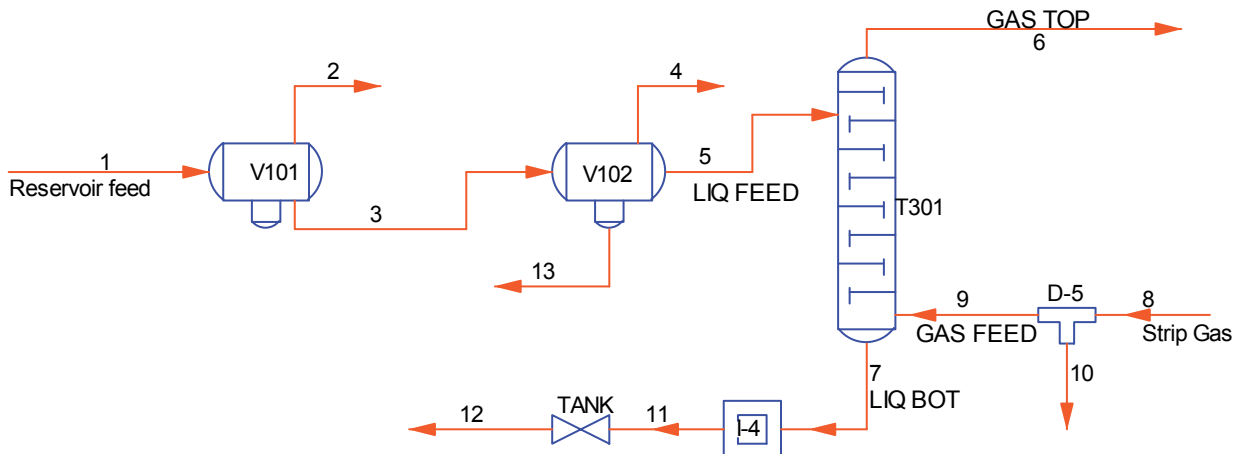 GAS TOP
6
2
4
1
Reservoir feed
V101
3
V102
5
LIQ FEED
13
T301
9
GAS FEED
D-5
8
Strip Gas
10
7
LIQ BOT
12
TANK
11
I-4